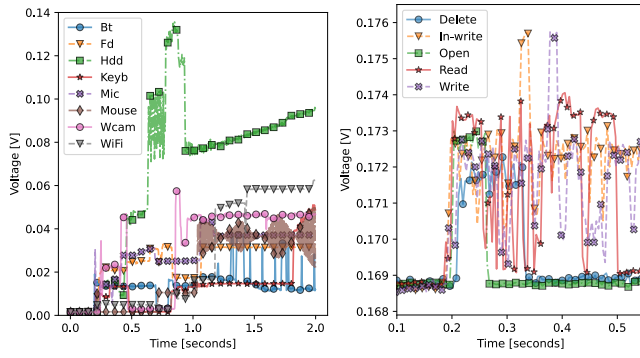 0.14
0.12
0.10
0.08
0.06
0.04
0.02
0.00
Voltage [V]
Bt
Fd
Hdd
Keyb
Mic
Mouse
Wcam
WiFi
0.0 0.5 1.0 1.5 2.0
Time [seconds]
0.176
0.175
0.174
0.173
0.172
0.171
0.170
0.169
0.168
Voltage [V]
Delete
In-write
Open
Read
Write
0.1 0.2 0.3 0.4 0.5
Time [seconds]